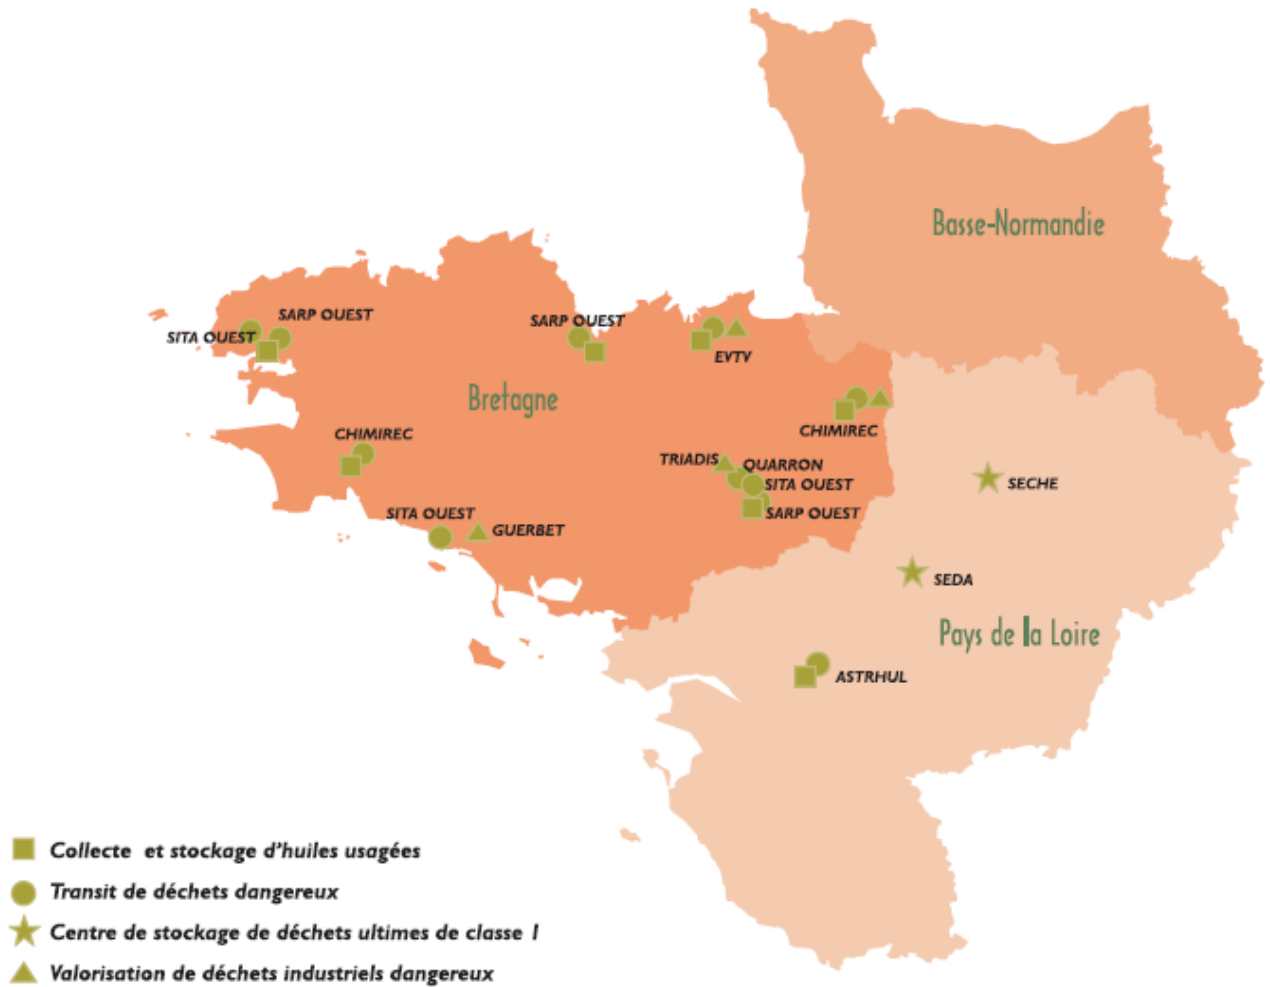 Basse-Normandie
SARP OUEST
SITA OUEST
SARP OUEST
EVTV
Bretagne
CHIMIREC
CHIMIREC
TRIADIS
QUARRON
SITA OUEST
SECHE
SITA OUEST
SARP OUEST
GUERBET
SEDA
Pays de la Loire
ASTRHUL
Collecte et stockage d'huiles usagées
Transit de déchets dangereux
Centre de stockage de déchets ultimes de classe 1
Valorisation de déchets industriels dangereux